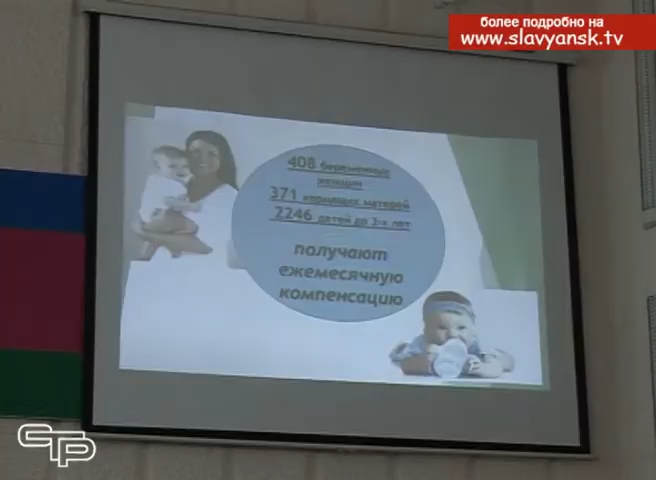 более подробно на
www.slavyansk.tv
408 беременных
женщин
371 кормящих матерей
2246 детей до 3-х лет
получают
ежемесячную
компенсацию
СТР